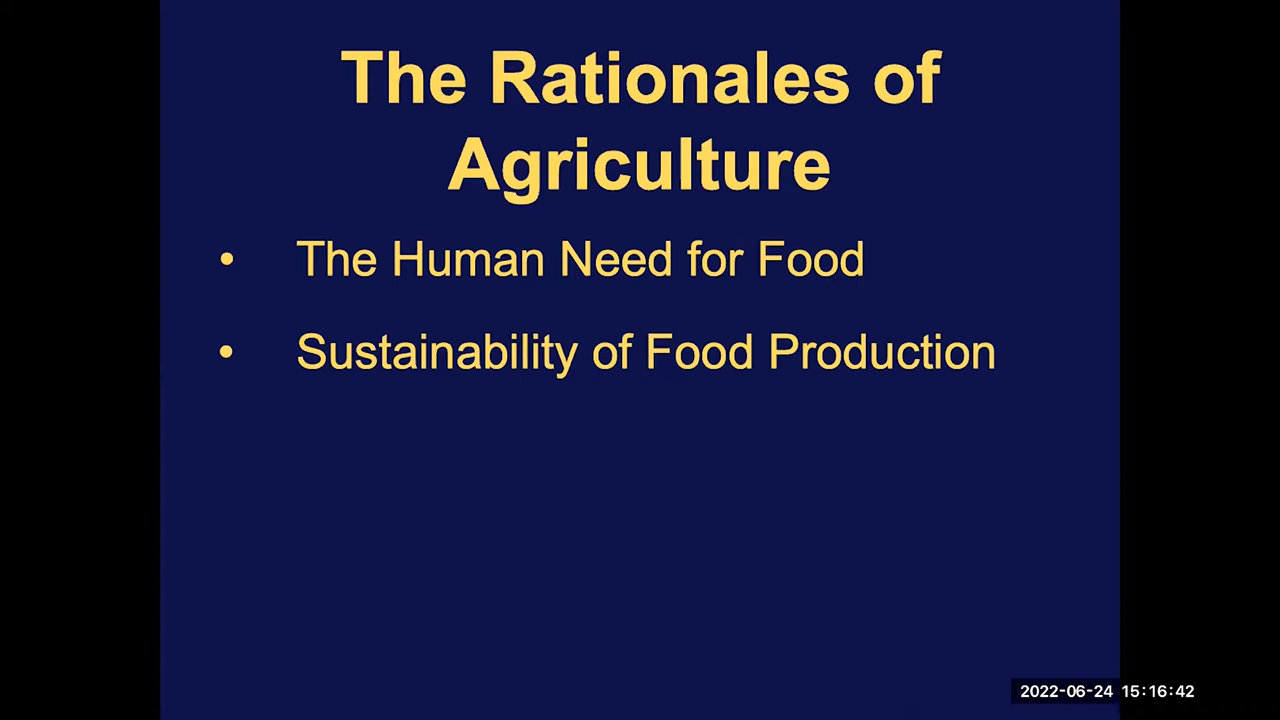 The Rationales of
Agriculture
• The Human Need for Food
• Sustainability of Food Production
2022-06-24 15:16:42